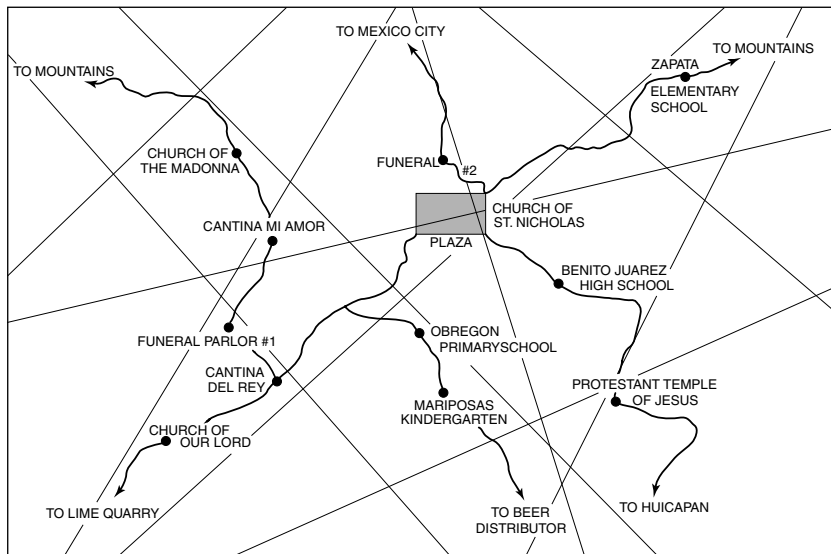 TO MEXICO CITY
TO MOUNTAINS
ZAPATA
ELEMENTARY
SCHOOL
TO MOUNTAINS
CHURCH OF
THE MADONNA
FUNERAL #2
CANTINA MI AMOR
CHURCH OF
ST. NICHOLAS
PLAZA
BENITO JUAREZ
HIGH SCHOOL
FUNERAL PARLOR #1
OBREGON
PRIMARYSCHOOL
CANTINA
DEL REY
MARIPOSAS
KINDERGARTEN
PROTESTANT TEMPLE
OF JESUS
CHURCH OF
OUR LORD
TO LIME QUARRY
TO BEER
DISTRIBUTOR
TO HUICAPAN